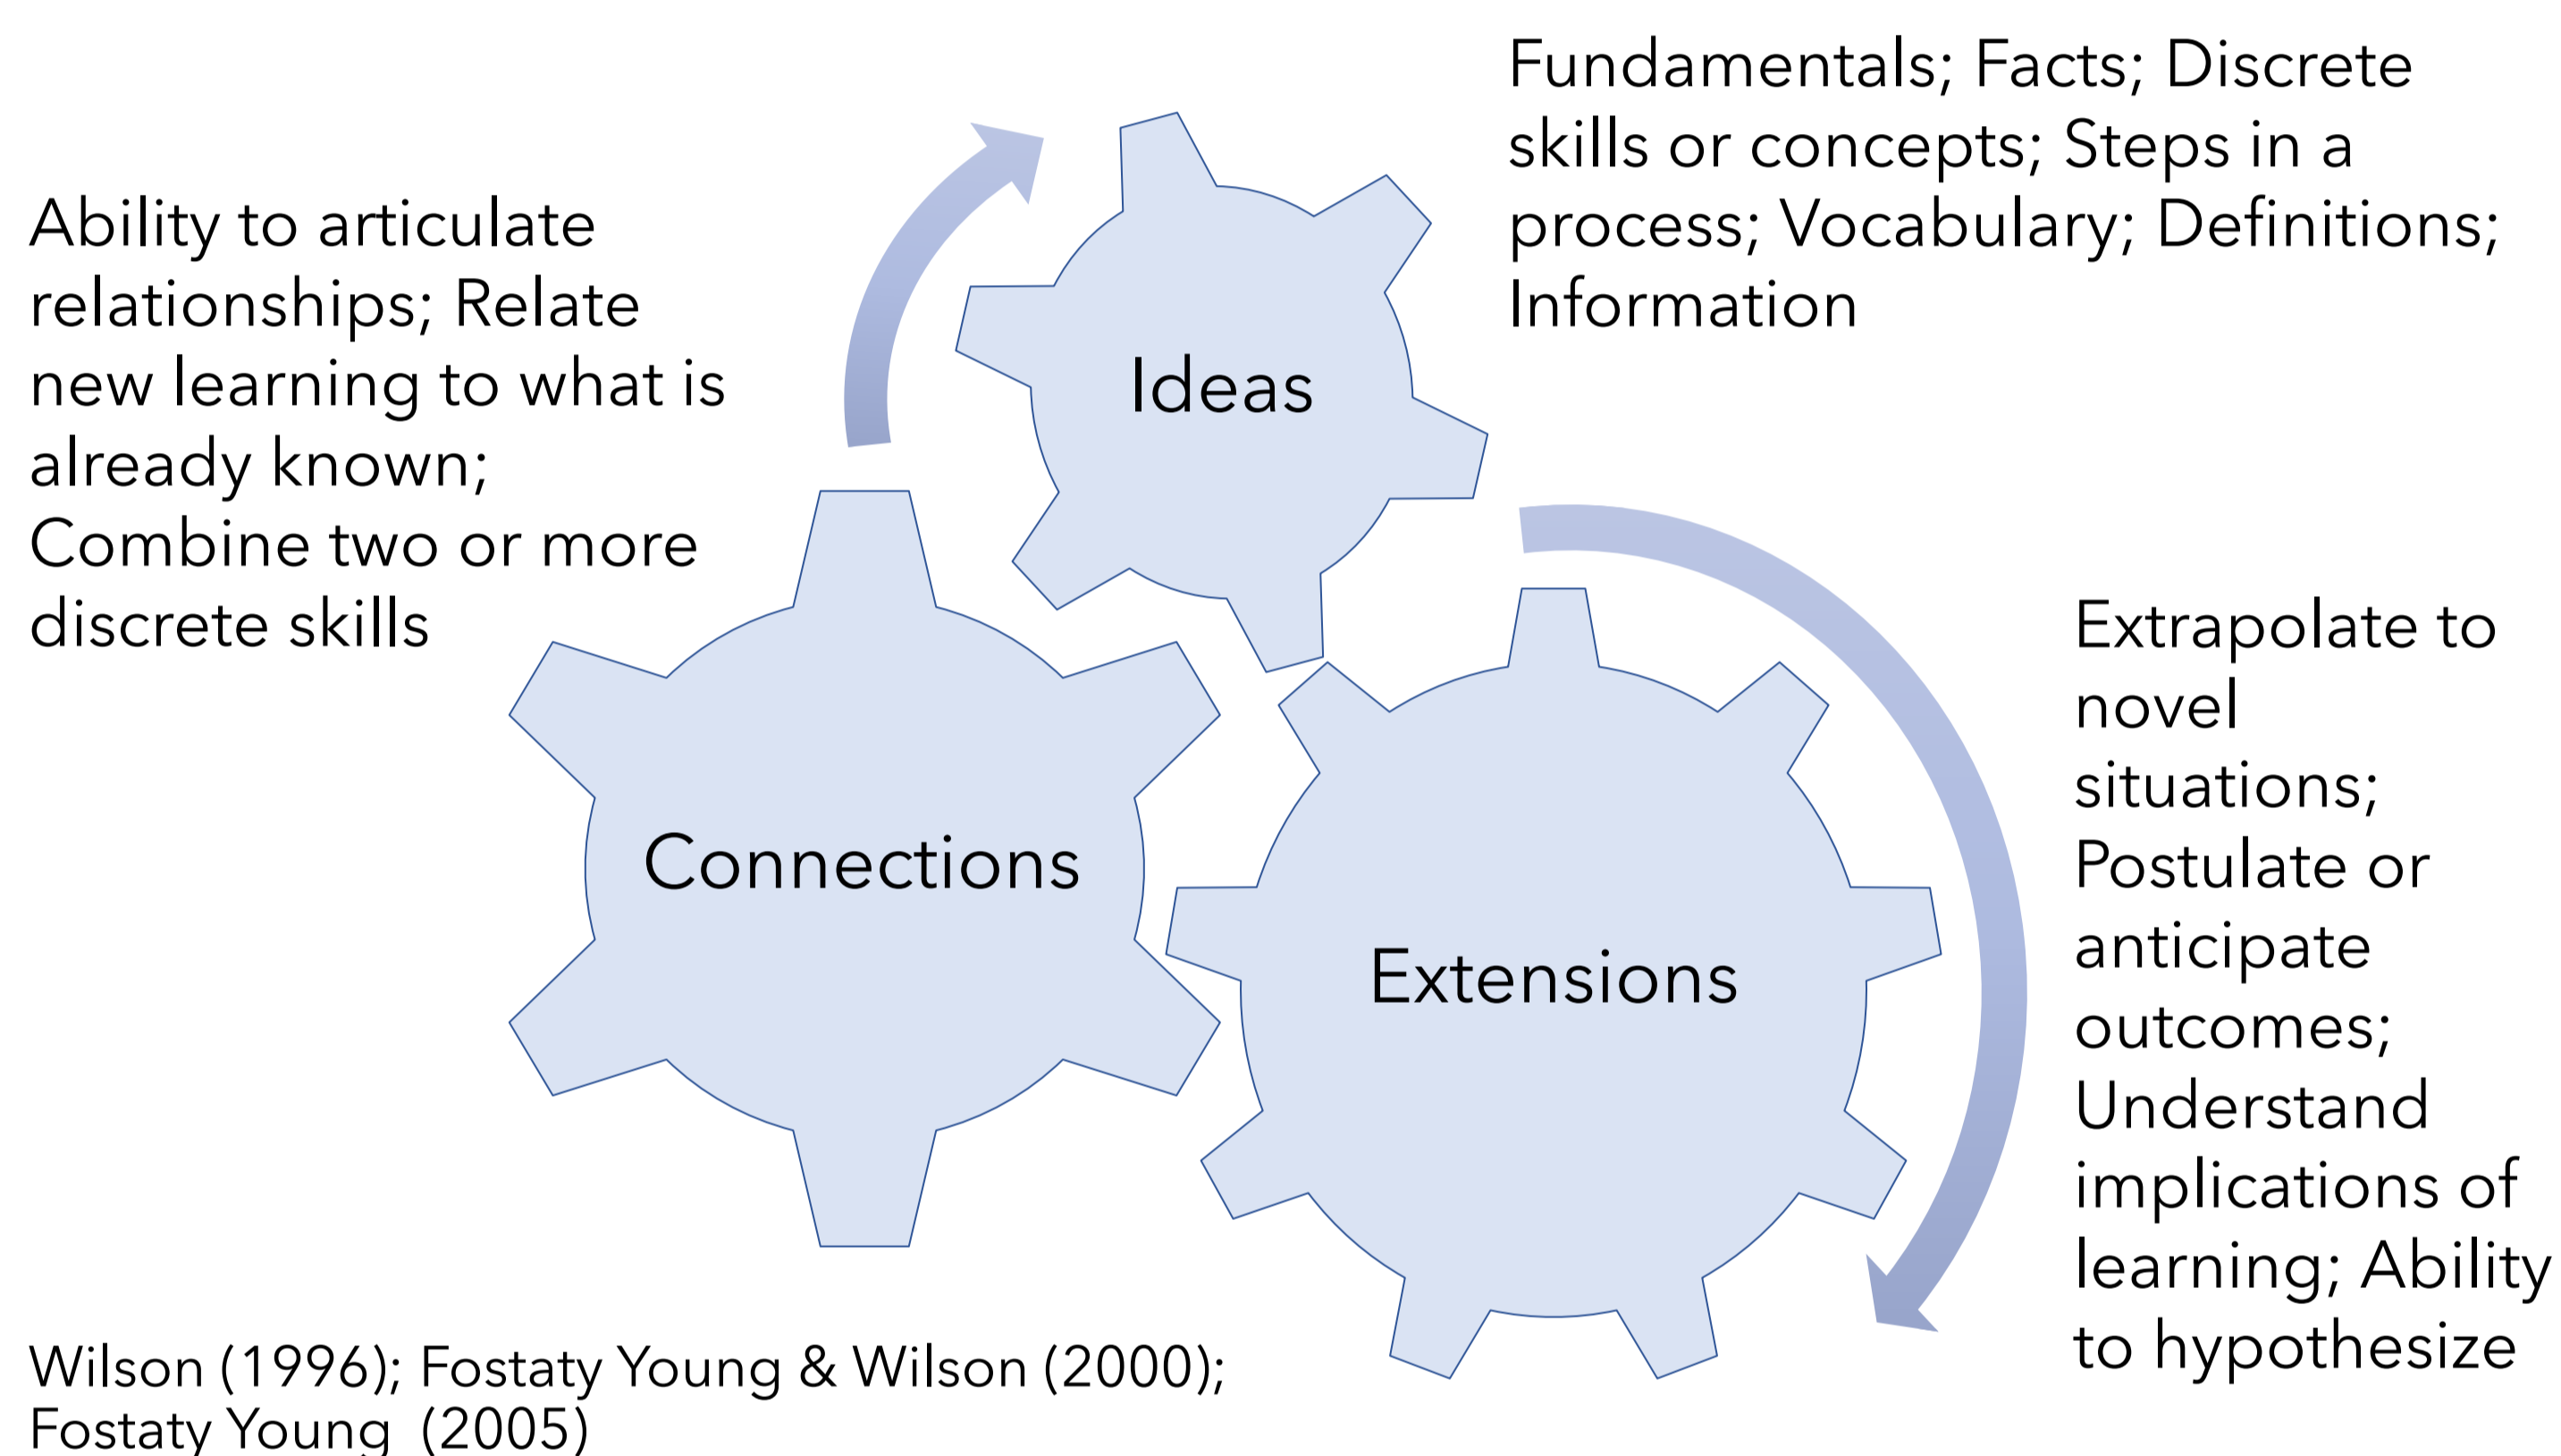 Fundamentals; Facts; Discrete
skills or concepts; Steps in a
process; Vocabulary; Definitions;
Information
Ability to articulate
relationships; Relate
new learning to what is
already known;
Combine two or more
discrete skills
Ideas
Connections
Extensions
Extrapolate to
novel
situations;
Postulate or
anticipate
outcomes;
Understand
implications of
learning; Ability
to hypothesize
Wilson (1996); Fostaty Young & Wilson (2000);
Fostaty Young (2005)